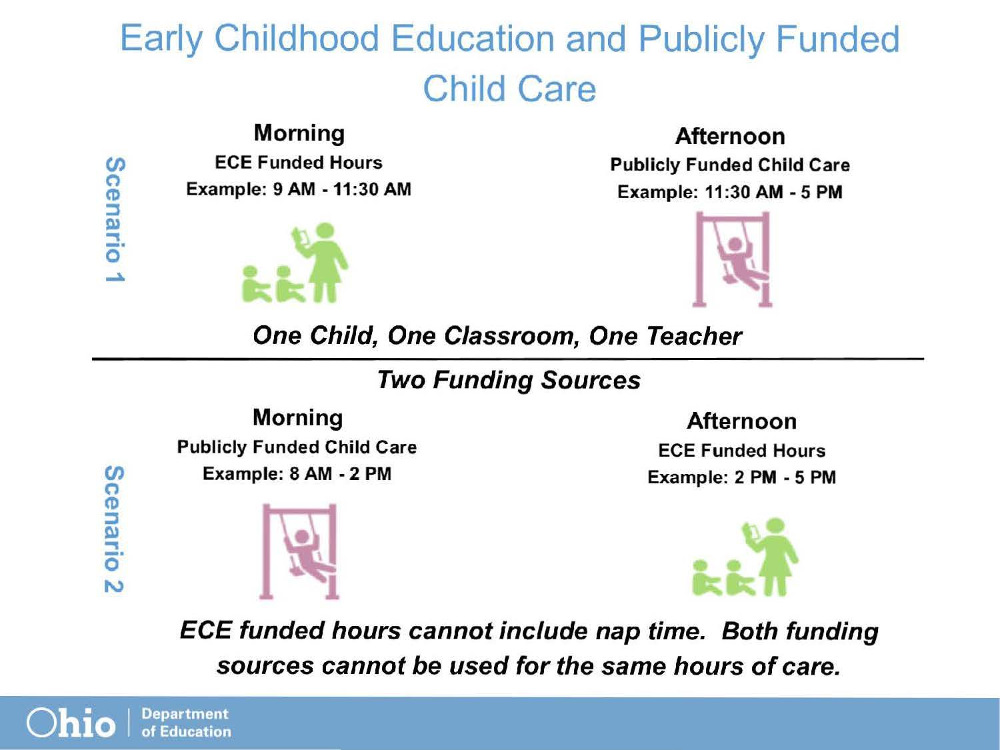 Early Childhood Education and Publicly Funded
Child Care
Scenario 1
Morning
ECE Funded Hours
Example: 9 AM - 11:30 AM
Afternoon
Publicly Funded Child Care
Example: 11:30 AM - 5 PM
One Child, One Classroom, One Teacher
Two Funding Sources
Scenario 2
Morning
Publicly Funded Child Care
Example: 8 AM - 2 PM
Afternoon
ECE Funded Hours
Example: 2 PM - 5 PM
ECE funded hours cannot include nap time. Both funding
sources cannot be used for the same hours of care.
Ohio
Department
of Education